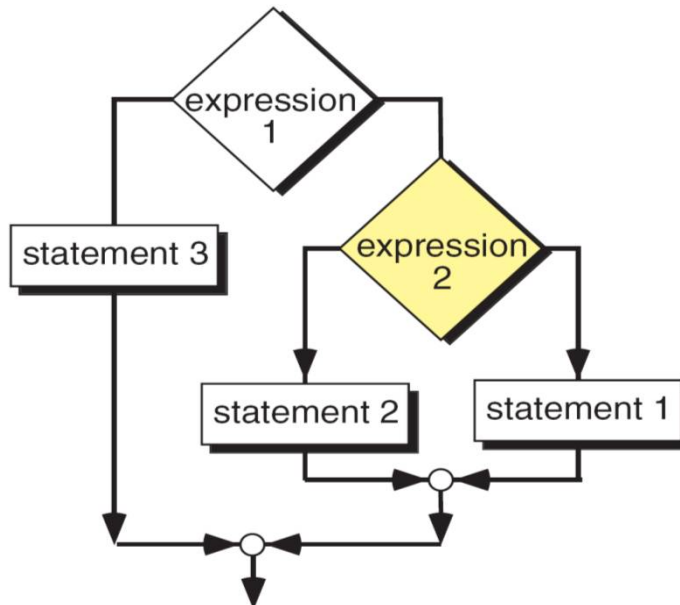 expression
1
statement 3
expression
2
statement 2
statement 1